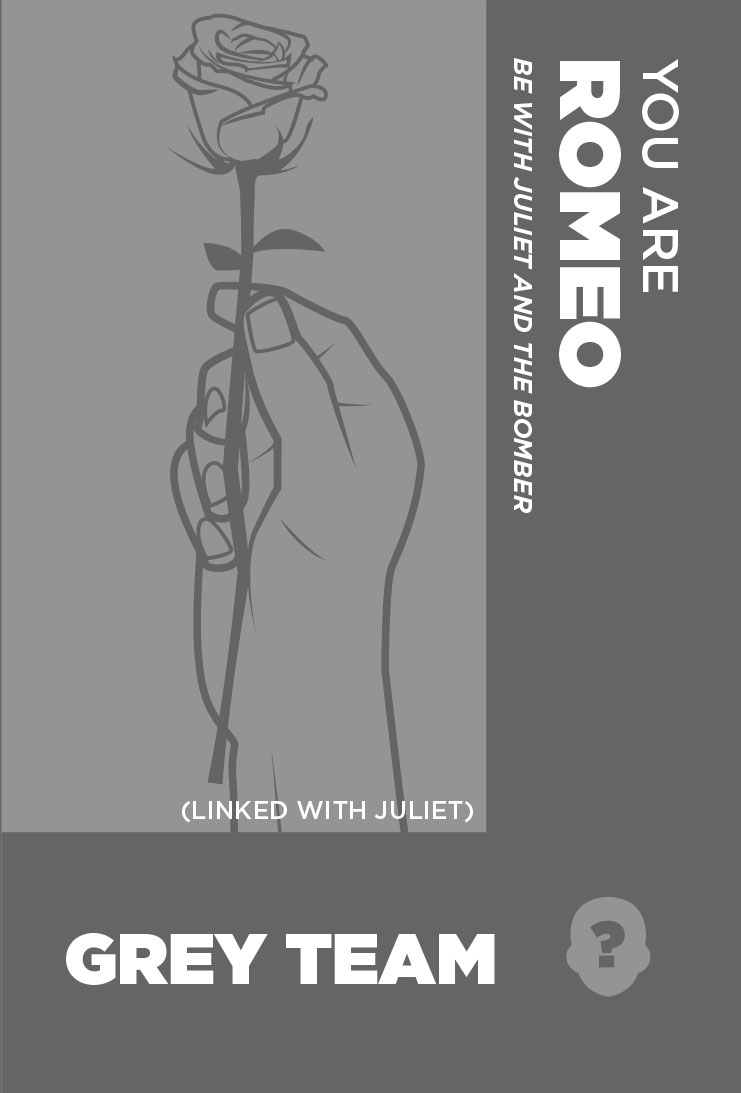 YOU ARE
ROMEO
BE WITH JULIET AND THE BOMBER
(LINKED WITH JULIET)
GREY TEAM
?